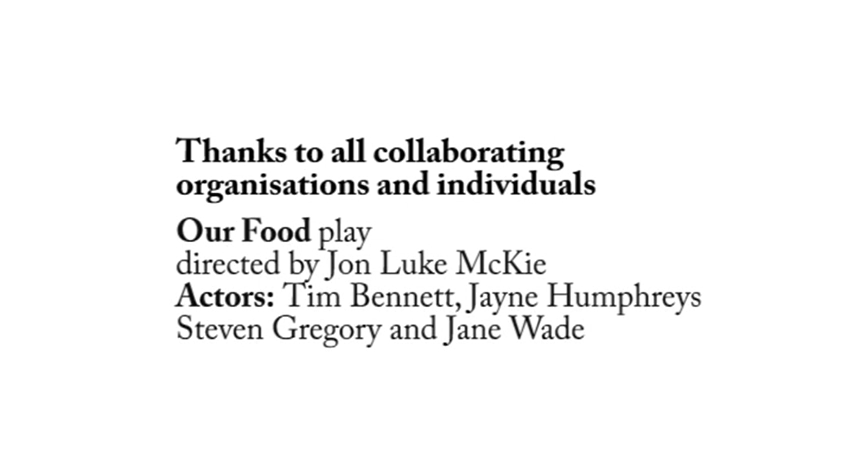 Thanks to all collaborating
organisations and individuals
Our Food play
directed by Jon Luke McKie
Actors: Tim Bennett, Jayne Humphreys
Steven Gregory and Jane Wade